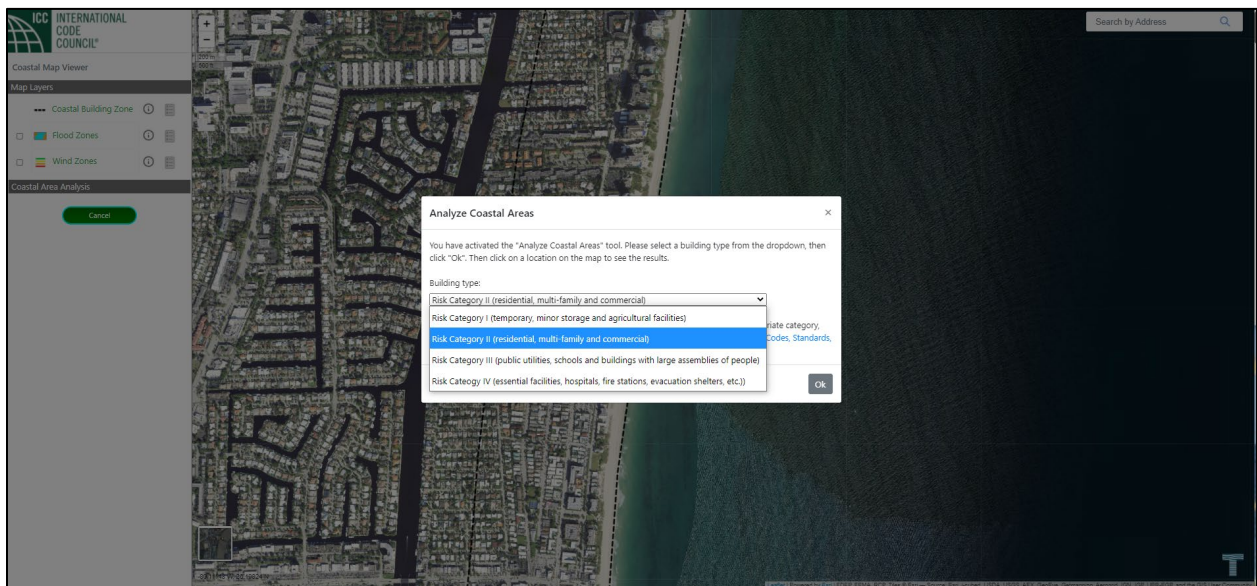 ICC INTERNATIONAL
CODE
COUNCIL®
Coastal Map Viewer
Map Layers
Coastal Building Zone
Flood Zones
Wind Zones
Coastal Area Analysis
Cancel
+
−
Search by Address
Analyze Coastal Areas ×
You have activated the "Analyze Coastal Areas" tool. Please select a building type from the dropdown, then
click "Ok". Then click on a location on the map to see the results.
Building type:
Risk Category II (residential, multi-family and commercial)
Risk Category I (temporary, minor storage and agricultural facilities)
Risk Category II (residential, multi-family and commercial)
Risk Category III (public utilities, schools and buildings with large assemblies of people)
Risk Cateogy IV (essential facilities, hospitals, fire stations, evacuation shelters, etc.))
riate category,
Codes, Standards,
Ok
T